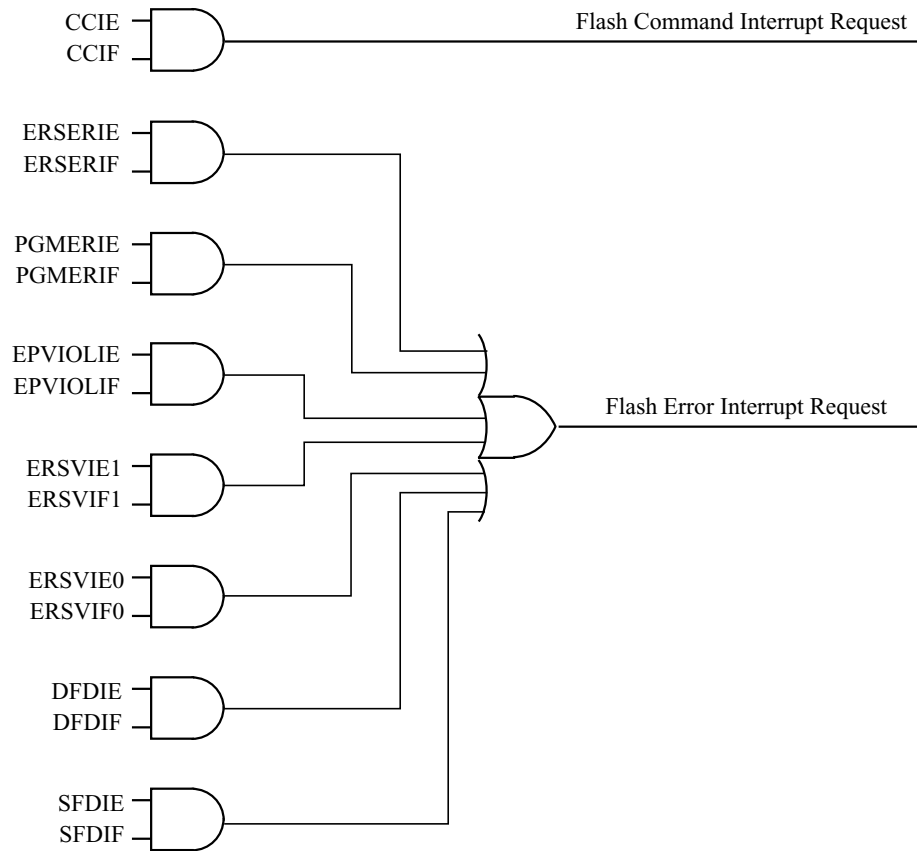 CCIE
CCIF
Flash Command Interrupt Request
ERSERIE
ERSERIF
PGMERIE
PGMERIF
EPVIOLIE
EPVIOLIF
Flash Error Interrupt Request
ERSVIE1
ERSVIF1
ERSVIE0
ERSVIF0
DFDIE
DFDIF
SFDIE
SFDIF